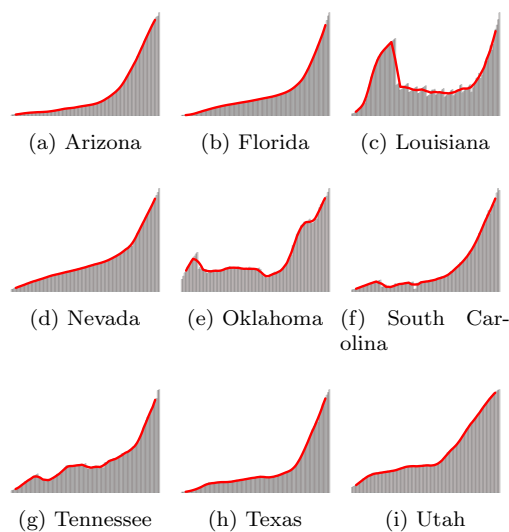 (a) Arizona
(b) Florida
(c) Louisiana
(d) Nevada
(e) Oklahoma
(f) South Car-
olina
(g) Tennessee
(h) Texas
(i) Utah